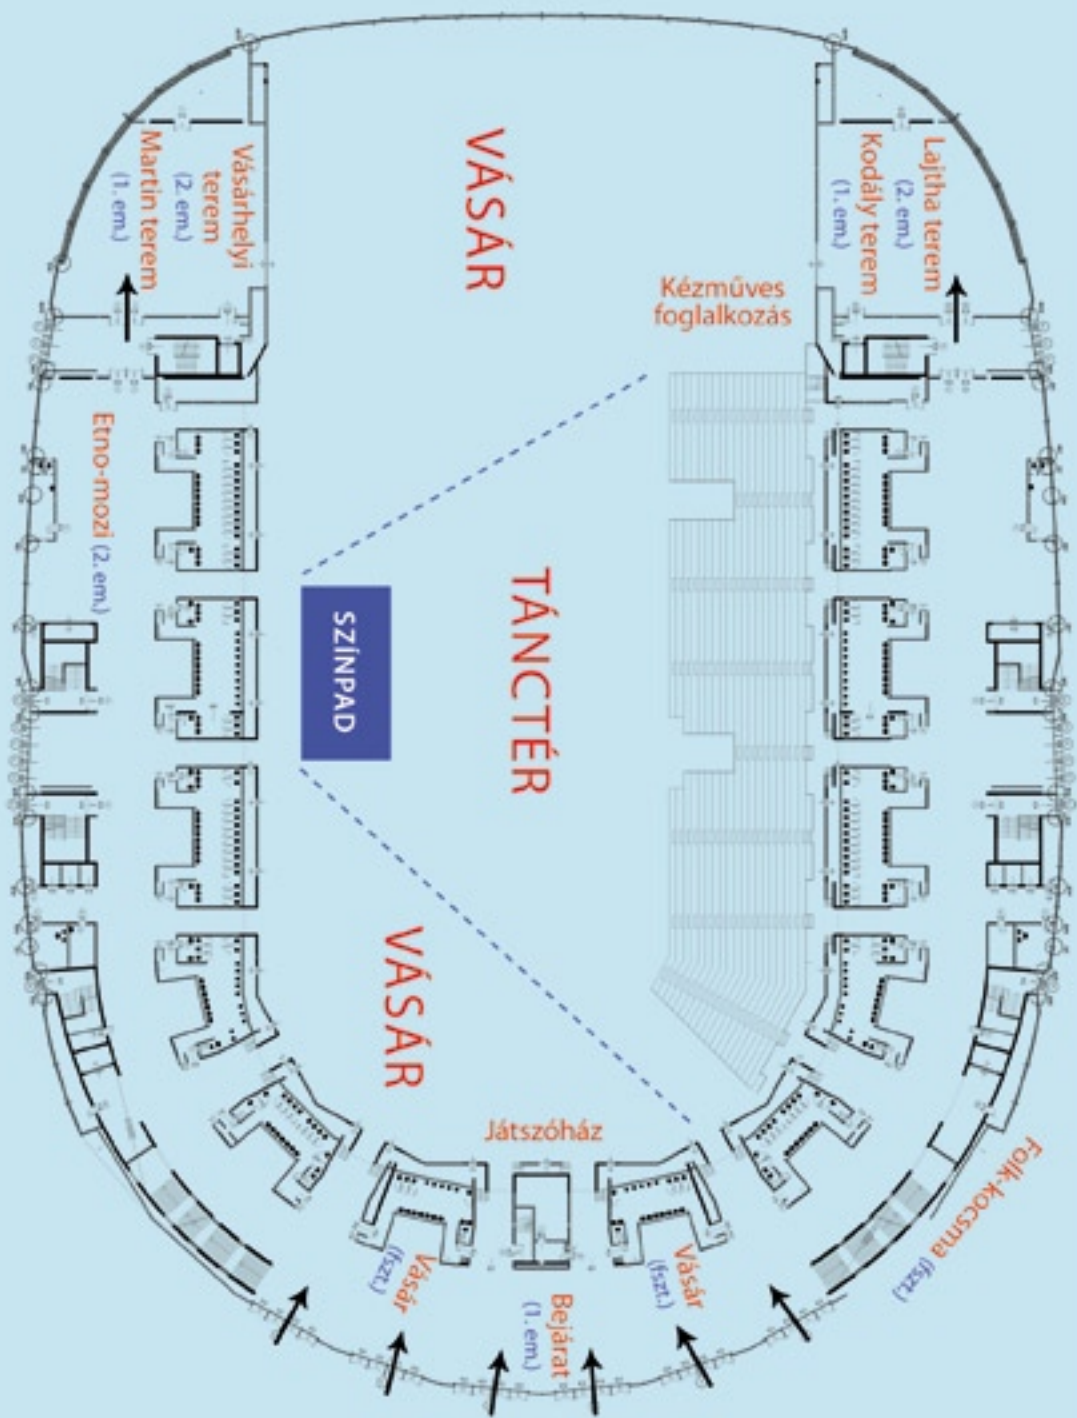 VÁSÁR
Lajtha terem
(2. em.)
Kodály terem
(1. em.)
Vásárhelyi
terem
(2. em.)
Martin terem
(1. em.)
Kézműves
foglalkozás
Etno-mozi (2. em.)
SZÍNPAD
TÁNCTÉR
VÁSÁR
Játszóház
Folk-kocsma (fszt.)
Vásár
(fszt.)
Vásár
(fszt.)
Bejárat
(1. em.)